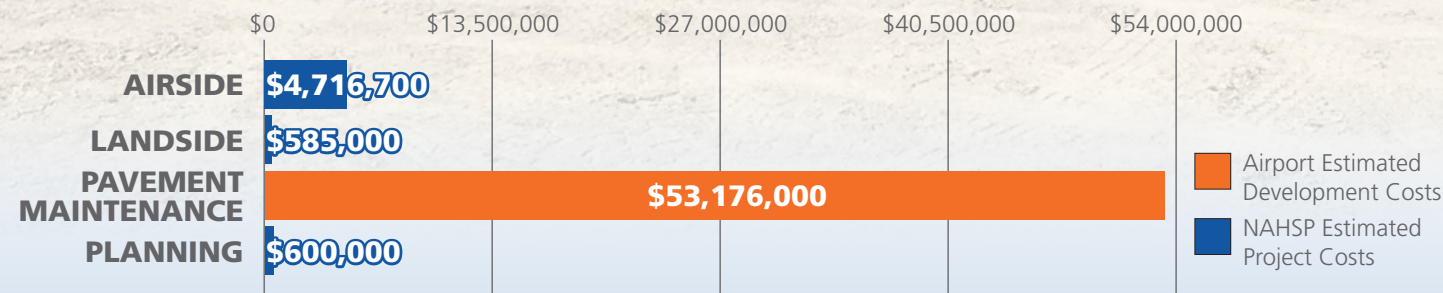 $0 $13,500,000 $27,000,000 $40,500,000 $54,000,000
AIRSIDE $4,716,700
LANDSIDE $585,000
PAVEMENT
MAINTENANCE $53,176,000
PLANNING $600,000
Airport Estimated
Development Costs
NAHSP Estimated
Project Costs